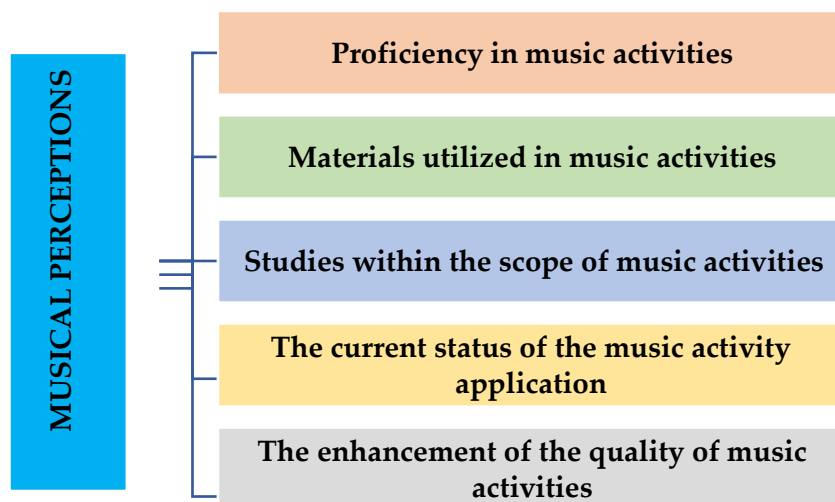 MUSICAL PERCEPTIONS
Proficiency in music activities
Materials utilized in music activities
Studies within the scope of music activities
The current status of the music activity
application
The enhancement of the quality of music
activities